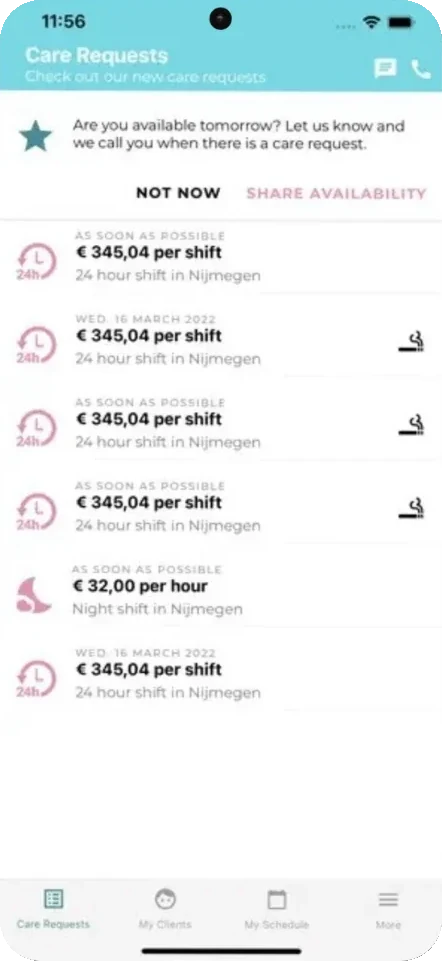 11:56
Care Requests
Check out our new care requests
Are you available tomorrow? Let us know and
we call you when there is a care request.
NOT NOW SHARE AVAILABILITY
AS SOON AS POSSIBLE
€ 345,04 per shift
24h
24 hour shift in Nijmegen
WED. 16 MARCH 2022
€ 345,04 per shift
24h
24 hour shift in Nijmegen
AS SOON AS POSSIBLE
€ 345,04 per shift
24h
24 hour shift in Nijmegen
AS SOON AS POSSIBLE
€ 345,04 per shift
24h
24 hour shift in Nijmegen
AS SOON AS POSSIBLE
€ 32,00 per hour
Night shift in Nijmegen
WED. 16 MARCH 2022
€ 345,04 per shift
24h
24 hour shift in Nijmegen
Care Requests My Clients My Schedule More